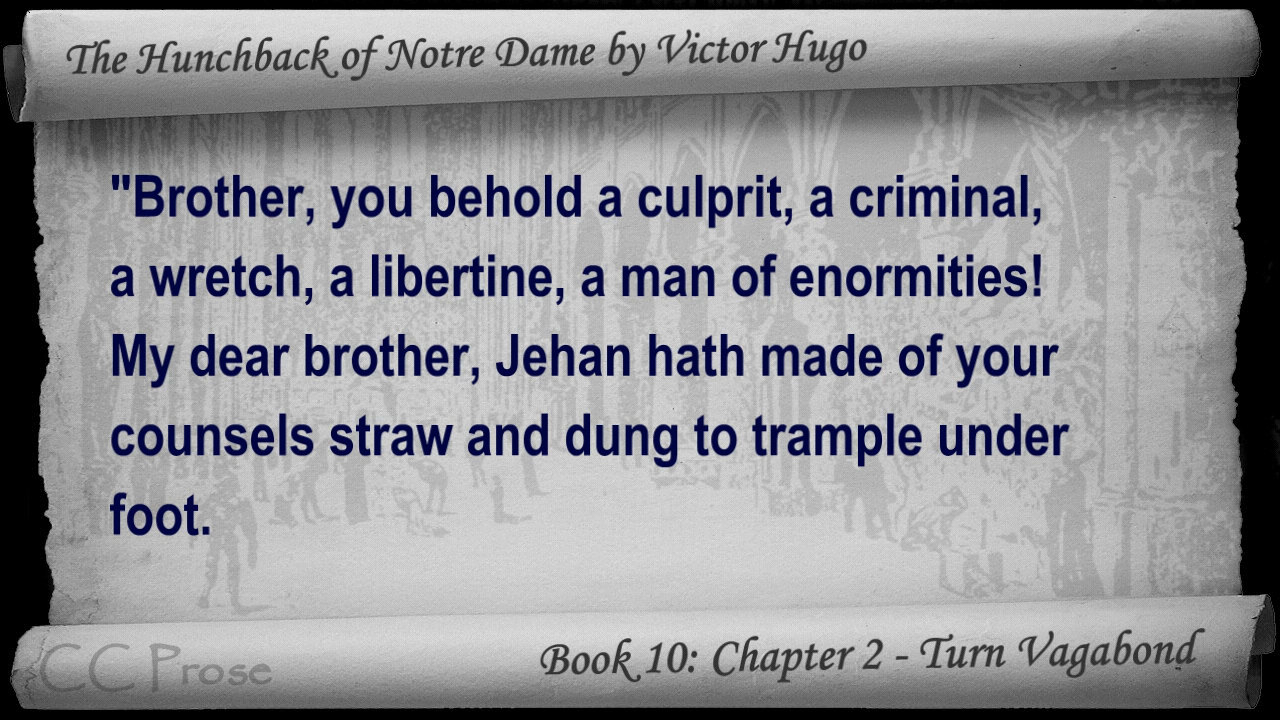 The Hunchback of Notre Dame by Victor Hugo
"Brother, you behold a culprit, a criminal,
a wretch, a libertine, a man of enormities!
My dear brother, Jehan hath made of your
counsels straw and dung to trample under
foot.
CC Prose
Book 10: Chapter 2 - Turn Vagabond